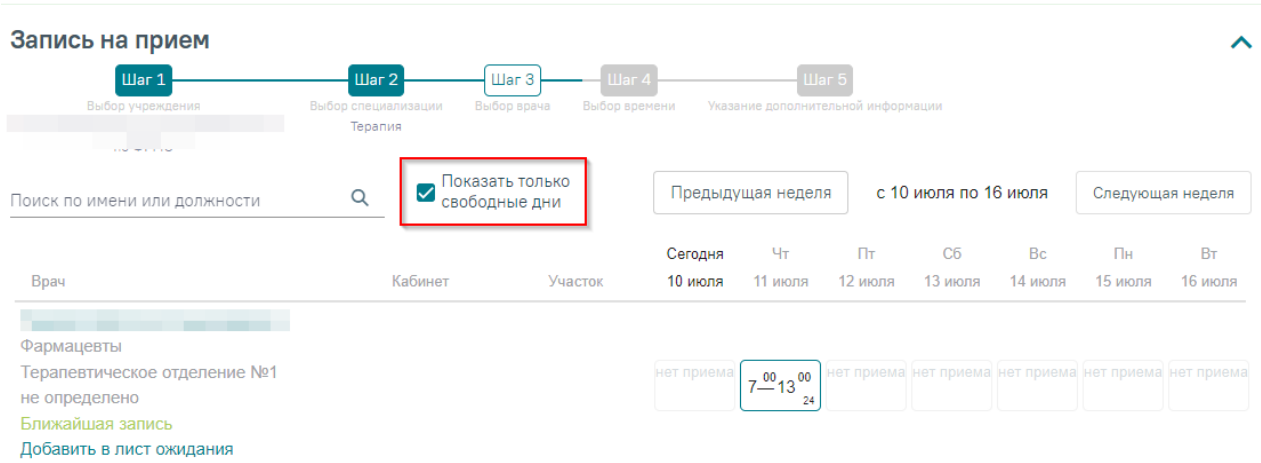 Запись на прием
Шаг 1 Шаг 2 Шаг 3 Шаг 4 Шаг 5
Выбор учреждения Выбор специализации Выбор врача Выбор времени Указание дополнительной информации
Терапия
Показать только
свободные дни
Поиск по имени или должности
Предыдущая неделя с 10 июля по 16 июля Следующая неделя
Сегодня Чт Пт Сб Вс Пн Вт
Врач Кабинет Участок 10 июля 11 июля 12 июля 13 июля 14 июля 15 июля 16 июля
Фармацевты
Терапевтическое отделение №1
нет приема 7 00 — 13 00 нет приема нет приема нет приема нет приема нет приема
24
не определено
Ближайшая запись
Добавить в лист ожидания